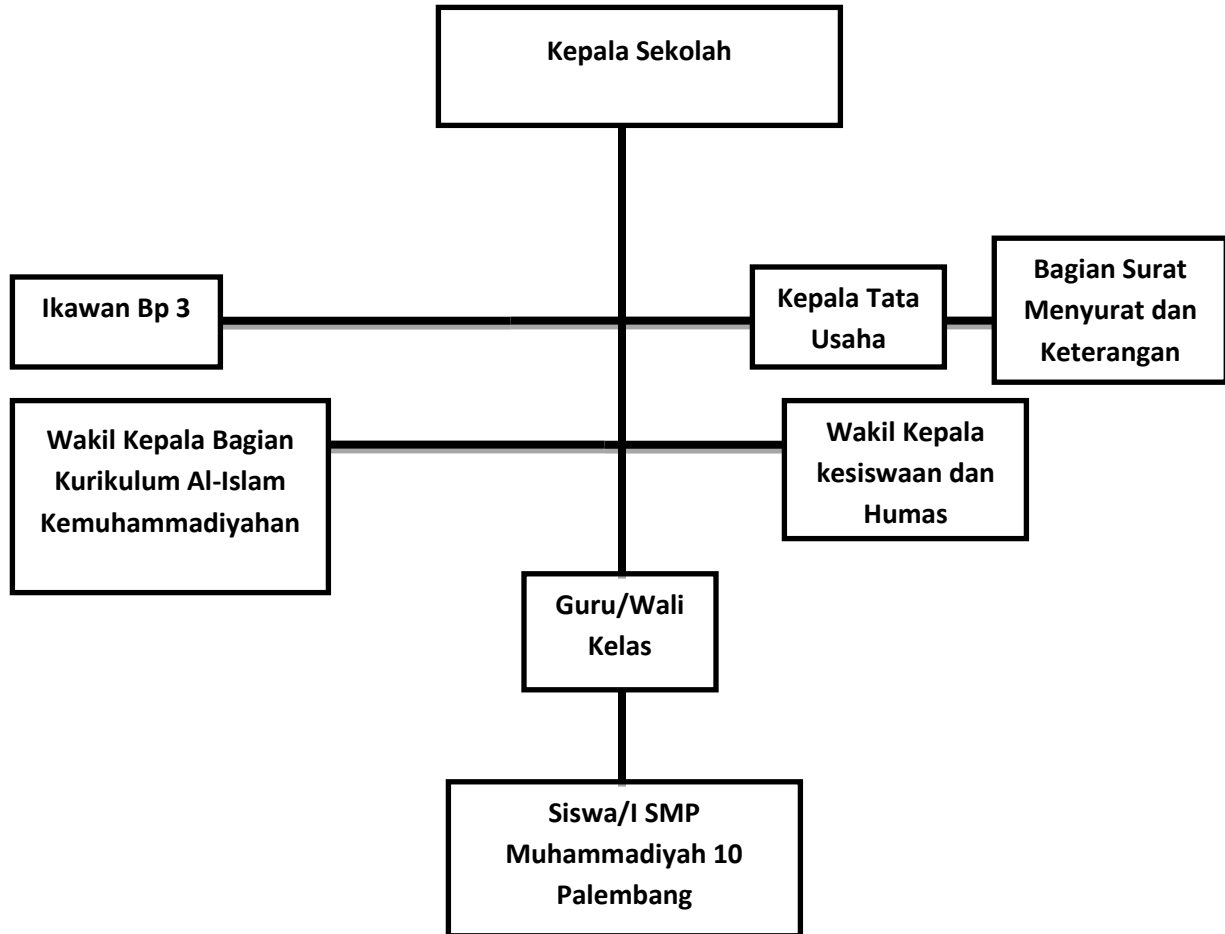 Kepala Sekolah
Ikawan Bp 3
Kepala Tata
Usaha
Bagian Surat
Menyurat dan
Keterangan
Wakil Kepala Bagian
Kurikulum Al-Islam
Kemuhammadiyahan
Wakil Kepala
kesiswaan dan
Humas
Guru/Wali
Kelas
Siswa/I SMP
Muhammadiyah 10
Palembang